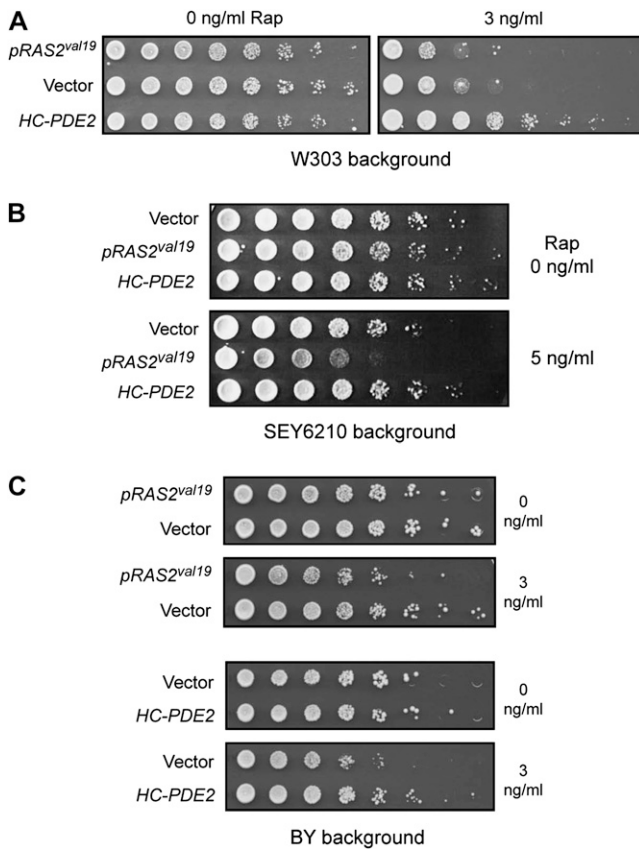 A
0 ng/ml Rap
3 ng/ml
pRAS2val19
Vector
HC-PDE2
W303 background
B
Vector
pRAS2val19
HC-PDE2
Rap
0 ng/ml
Vector
pRAS2val19
HC-PDE2
5 ng/ml
SEY6210 background
C
pRAS2val19
Vector
0
ng/ml
pRAS2val19
Vector
3
ng/ml
Vector
HC-PDE2
0
ng/ml
Vector
HC-PDE2
3
ng/ml
BY background